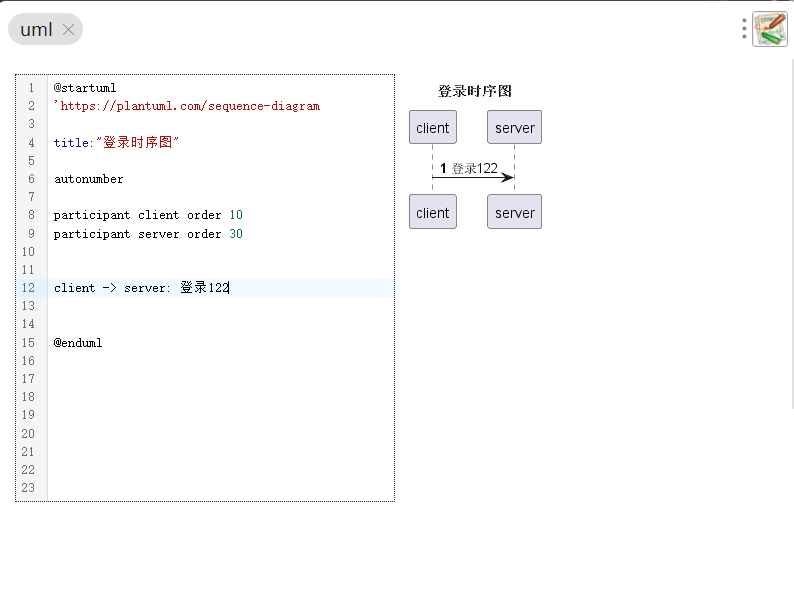 uml
1 @startuml
2 'https://plantuml.com/sequence-diagram
3
4 title:"登录时序图"
5
6 autonumber
7
8 participant client order 10
9 participant server order 30
10
11
12 client -> server: 登录122
13
14
15 @enduml
16
17
18
19
20
21
22
23
登录时序图
client server
1 登录122
client server